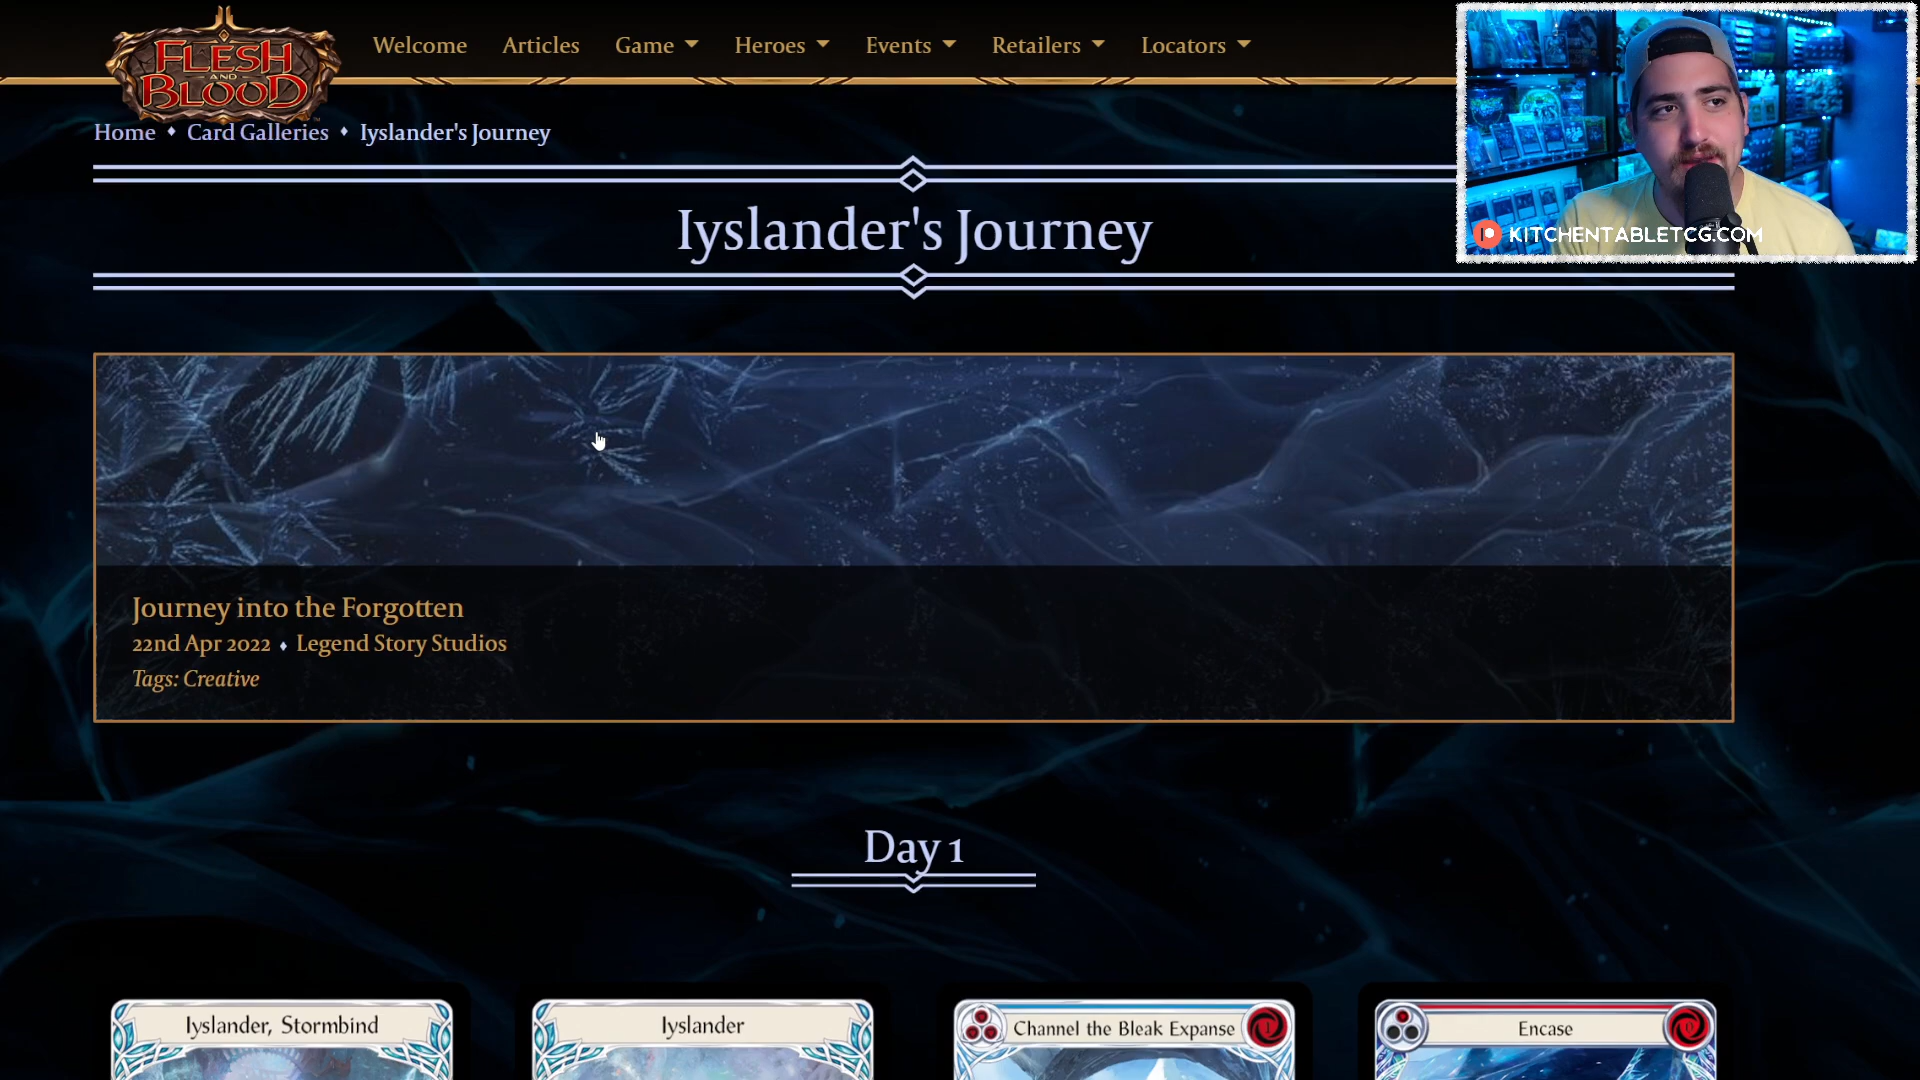 FLESH
AND
BLOOD
Welcome
Articles
Game
Heroes
Events
Retailers
Locators
KITCHENTABLETCG.COM
Home ♦ Card Galleries ♦ Iyslander's Journey
Iyslander's Journey
Journey into the Forgotten
22nd Apr 2022 ♦ Legend Story Studios
Tags: Creative
Day 1
Iyslander, Stormbind
Iyslander
Channel the Bleak Expanse
1
Encase
0